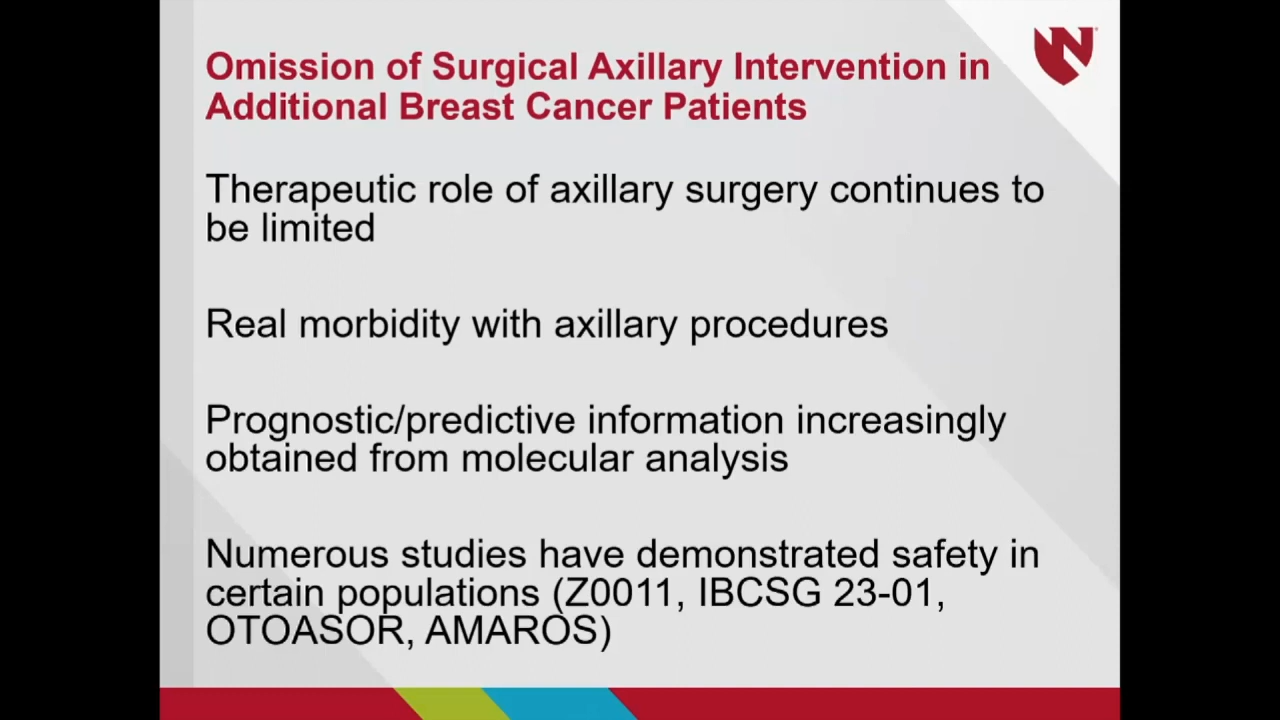 Omission of Surgical Axillary Intervention in
Additional Breast Cancer Patients
Therapeutic role of axillary surgery continues to
be limited
Real morbidity with axillary procedures
Prognostic/predictive information increasingly
obtained from molecular analysis
Numerous studies have demonstrated safety in
certain populations (Z0011, IBCSG 23-01,
OTOASOR, AMAROS)